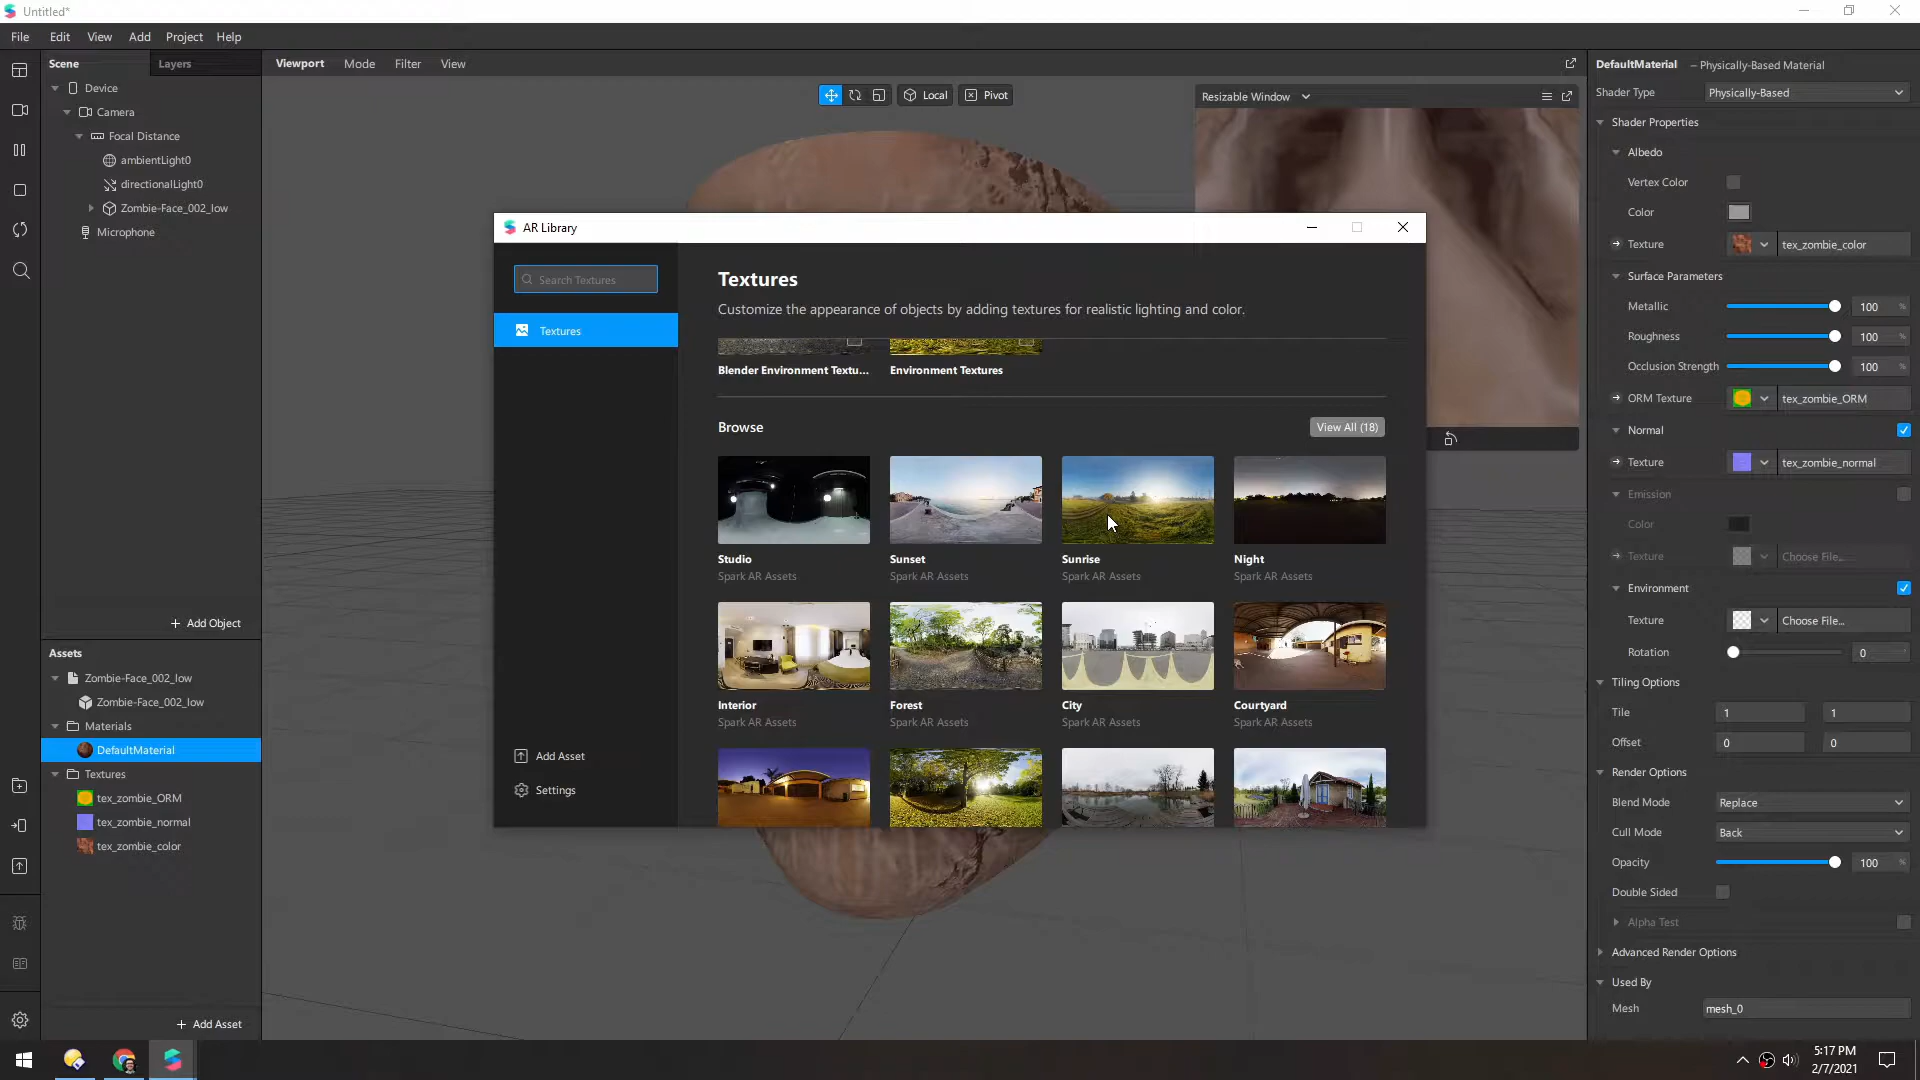 Untitled*
File Edit View Add Project Help
Scene Layers
Device
Camera
Focal Distance
ambientLight0
directionalLight0
Zombie-Face_002_low
Microphone
Add Object
Assets
Zombie-Face_002_low
Zombie-Face_002_low
Materials
DefaultMaterial
Textures
tex_zombie_ORM
tex_zombie_normal
tex_zombie_color
Add Asset
Viewport Mode Filter View
Local Pivot
Resizable Window
AR Library
Search Textures
Textures
Add Asset
Settings
Textures
Customize the appearance of objects by adding textures for realistic lighting and color.
Blender Environment Textu... Environment Textures
Browse View All (18)
Studio Sunset Sunrise Night
Spark AR Assets Spark AR Assets Spark AR Assets Spark AR Assets
Interior Forest City Courtyard
Spark AR Assets Spark AR Assets Spark AR Assets Spark AR Assets
DefaultMaterial – Physically-Based Material
Shader Type Physically-Based
Shader Properties
Albedo
Vertex Color
Color
Texture tex_zombie_color
Surface Parameters
Metallic 100 %
Roughness 100 %
Occlusion Strength 100 %
ORM Texture tex_zombie_ORM
Normal
Texture tex_zombie_normal
Emission
Color
Texture Choose File...
Environment
Texture Choose File...
Rotation 0
Tiling Options
Tile 1 1
Offset 0 0
Render Options
Blend Mode Replace
Cull Mode Back
Opacity 100 %
Double Sided
Alpha Test
Advanced Render Options
Used By
Mesh mesh_0
5:17 PM
2/7/2021